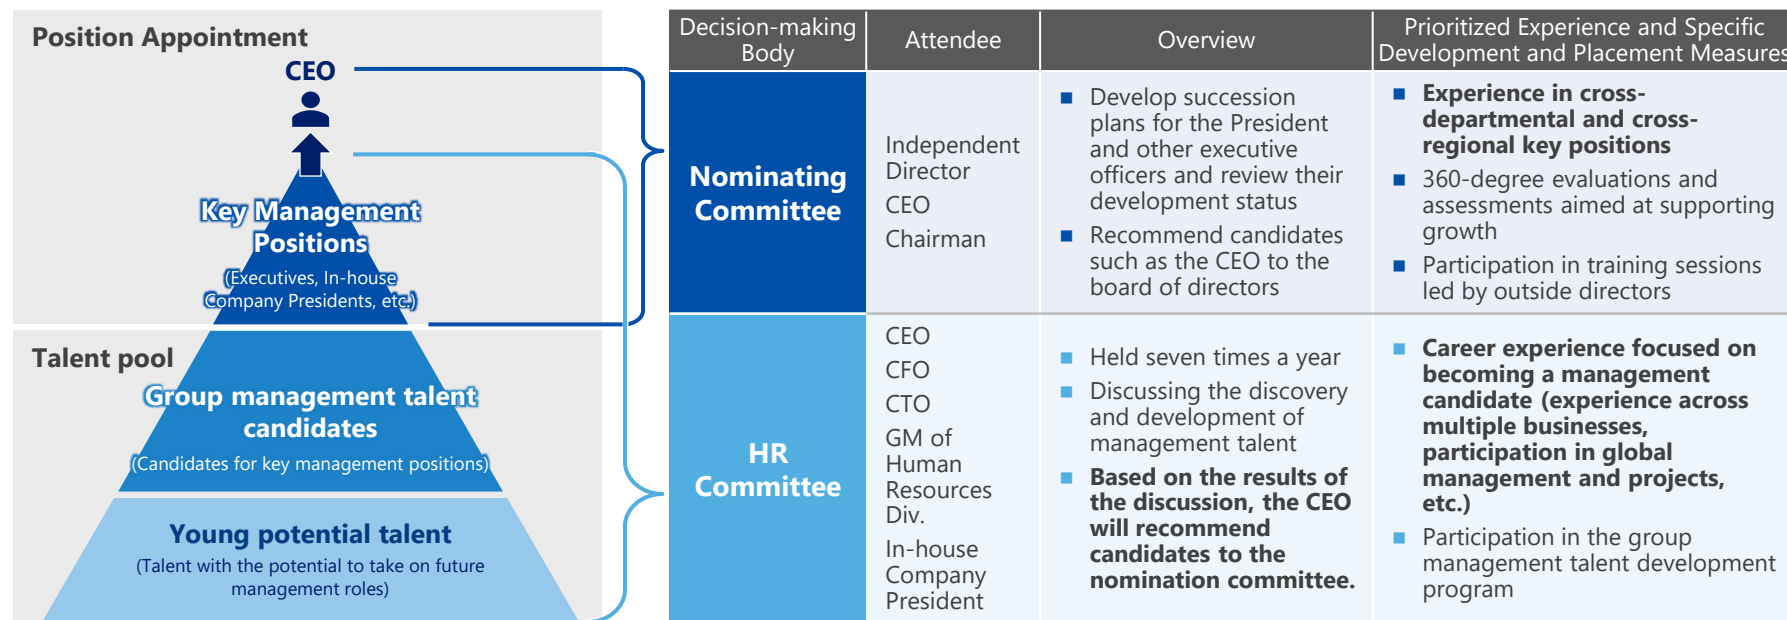 Position Appointment
CEO
Key Management
Positions
(Executives, In-house
Company Presidents, etc.)
Talent pool
Group management talent
candidates
(Candidates for key management positions)
Young potential talent
(Talent with the potential to take on future
management roles)
Decision-making
Body
Attendee
Overview
Prioritized Experience and Specific
Development and Placement Measures
Nominating
Committee
Independent
Director
CEO
Chairman
■ Develop succession
plans for the President
and other executive
officers and review their
development status
■ Recommend candidates
such as the CEO to the
board of directors
■ Experience in cross-
departmental and cross-
regional key positions
■ 360-degree evaluations and
assessments aimed at supporting
growth
■ Participation in training sessions
led by outside directors
HR
Committee
CEO
CFO
CTO
GM of
Human
Resources
Div.
In-house
Company
President
■ Held seven times a year
■ Discussing the discovery
and development of
management talent
■ Based on the results of
the discussion, the CEO
will recommend
candidates to the
nomination committee.
■ Career experience focused on
becoming a management
candidate (experience across
multiple businesses,
participation in global
management and projects,
etc.)
■ Participation in the group
management talent development
program